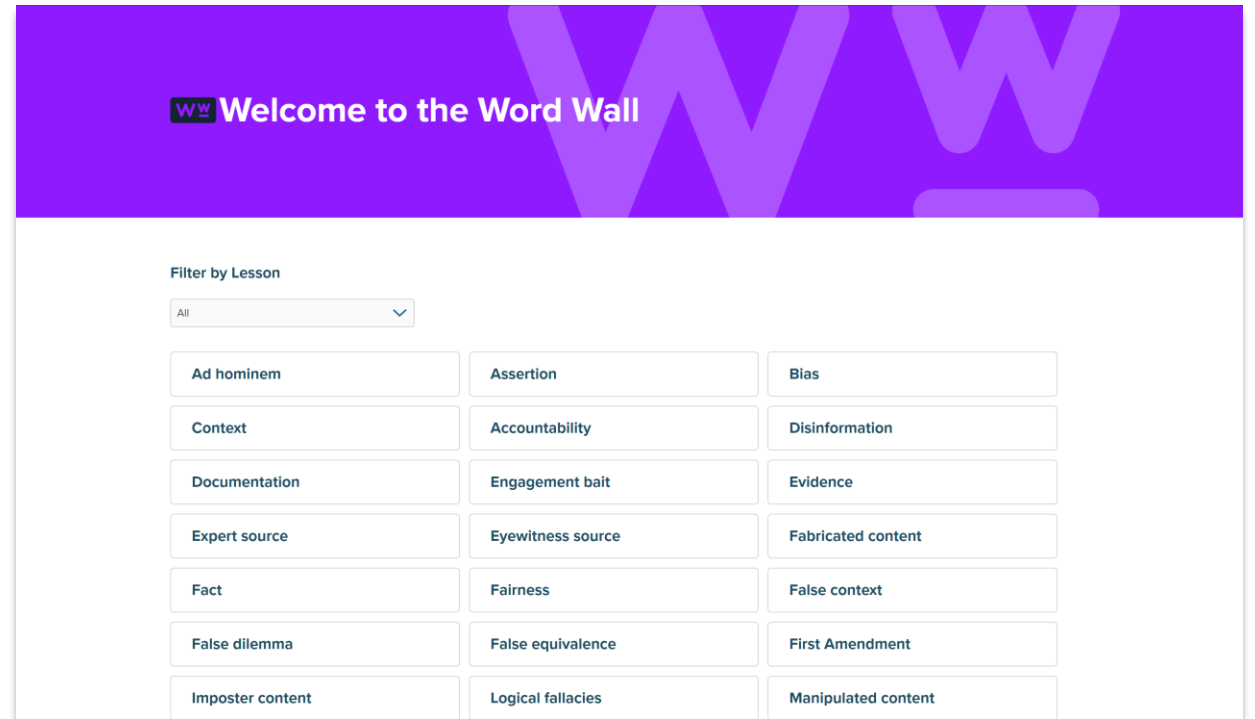 Ww Welcome to the Word Wall
Filter by Lesson
All
Ad hominem Assertion Bias
Context Accountability Disinformation
Documentation Engagement bait Evidence
Expert source Eyewitness source Fabricated content
Fact Fairness False context
False dilemma False equivalence First Amendment
Imposter content Logical fallacies Manipulated content